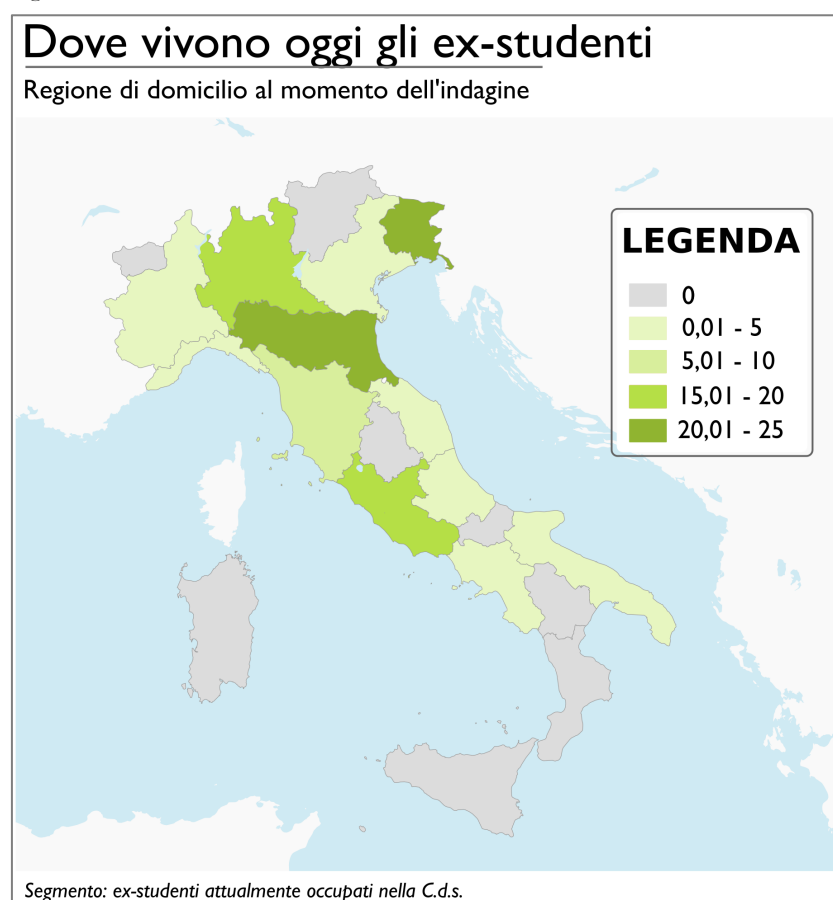 Dove vivono oggi gli ex-studenti
Regione di domicilio al momento dell'indagine
LEGENDA
0
0,01 - 5
5,01 - 10
15,01 - 20
20,01 - 25
Segmento: ex-studenti attualmente occupati nella C.d.s.